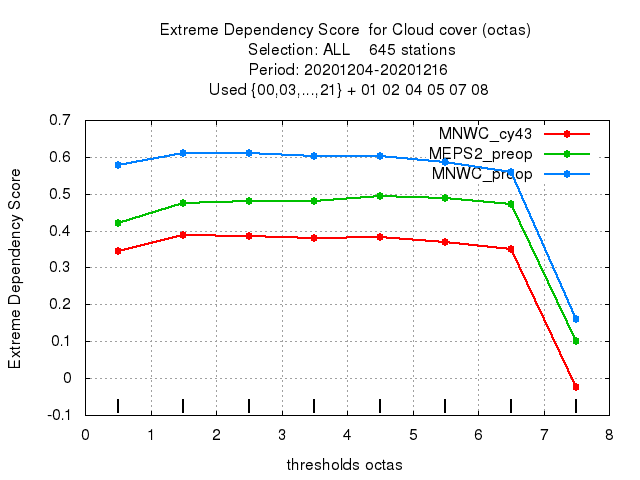 Extreme Dependency Score  for Cloud cover (octas)
Selection: ALL    645 stations
Period: 20201204-20201216
Used {00,03,...,21} + 01 02 04 05 07 08
0.7
0.6
0.5
0.4
0.3
0.2
0.1
0
-0.1
Extreme Dependency Score
MNWC_cy43
MEPS2_preop
MNWC_preop
0 1 2 3 4 5 6 7 8
thresholds octas